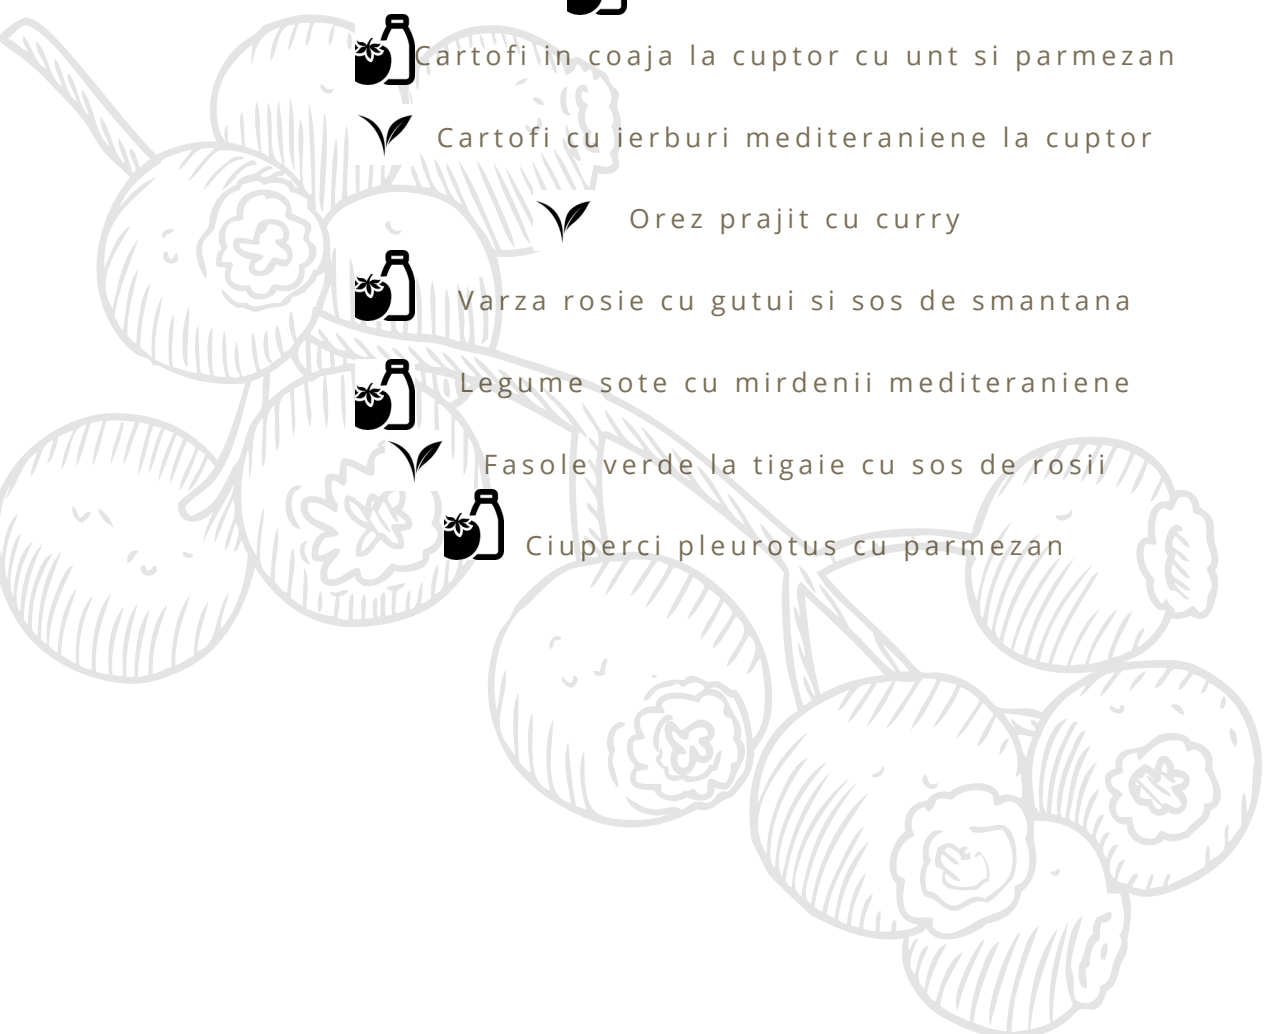 Cartofi in coaja la cuptor cu unt si parmezan
Cartofi cu ierburi mediteraniene la cuptor
Orez prajit cu curry
Varza rosie cu gutui si sos de smantana
Legume sote cu mirdenii mediteraniene
Fasole verde la tigaie cu sos de rosii
Ciuperci pleurotus cu parmezan